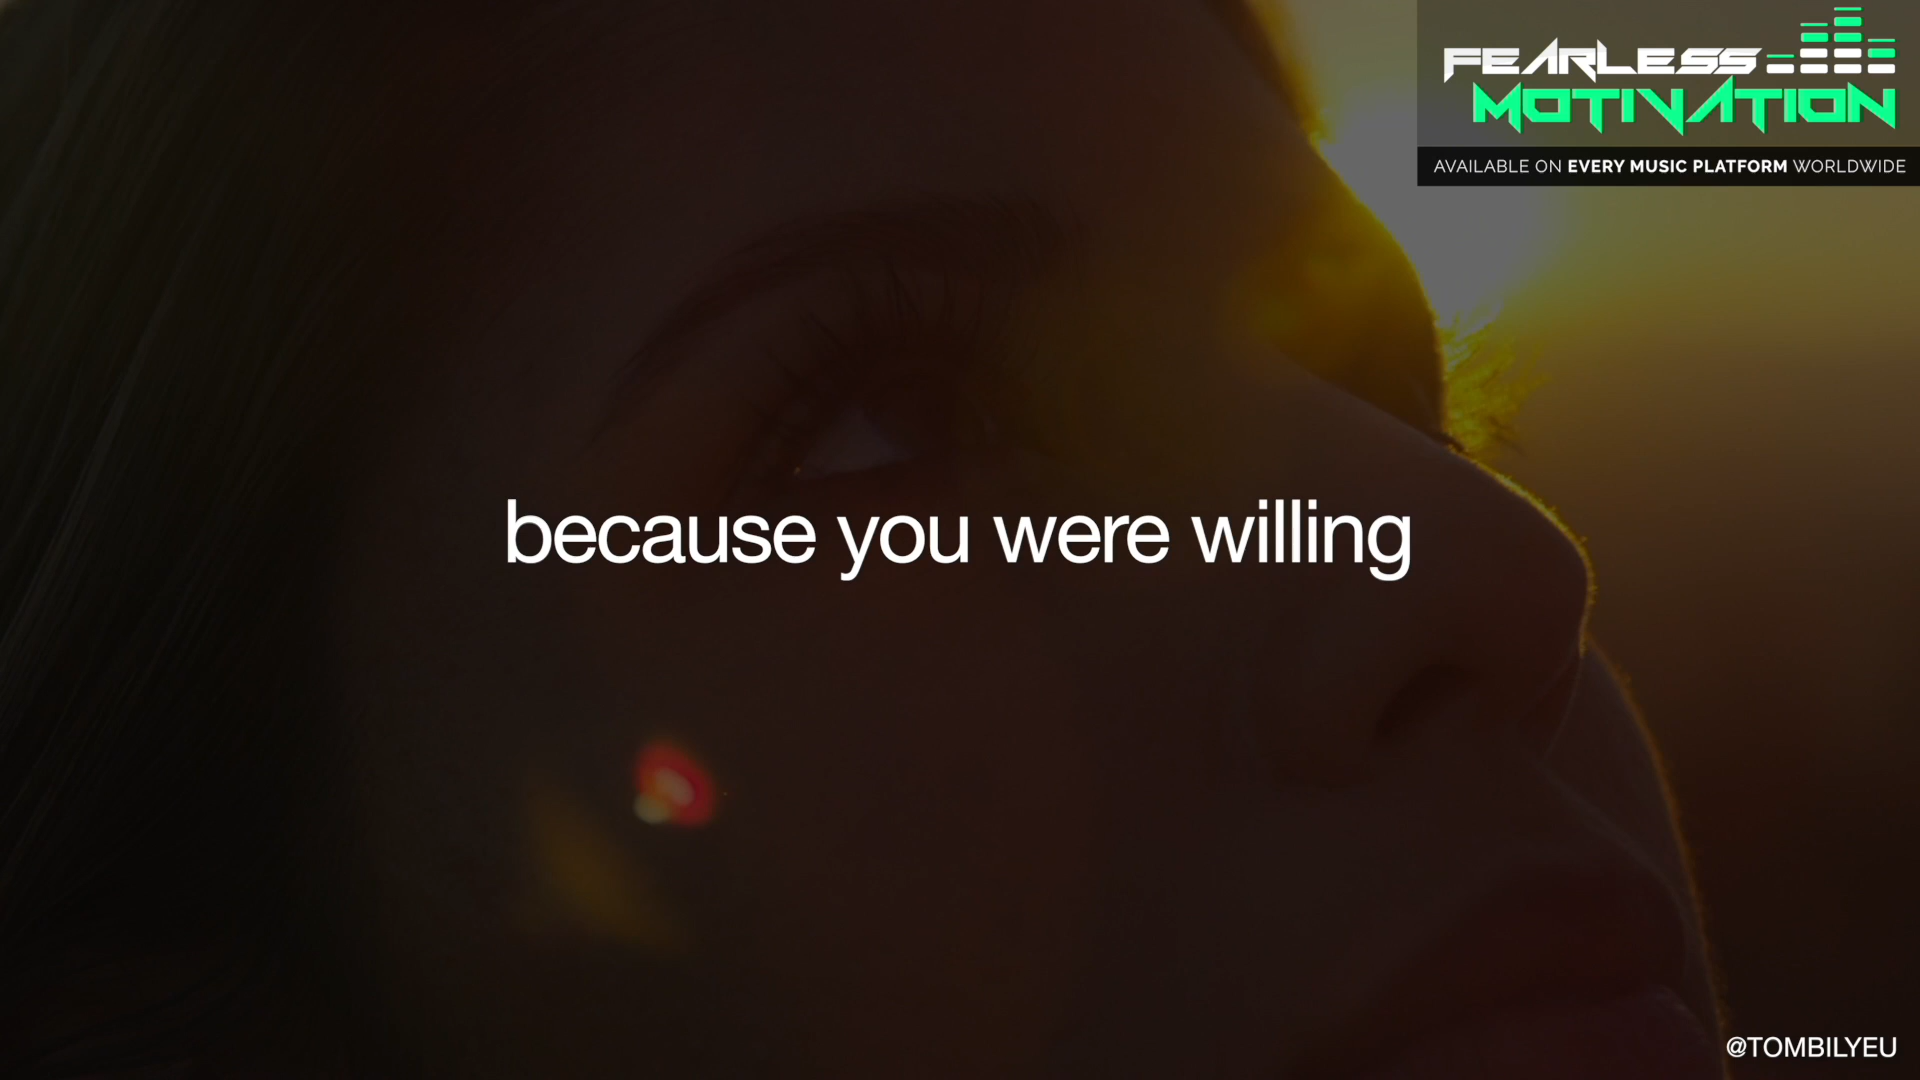 FEARLESS
MOTIVATION
AVAILABLE ON EVERY MUSIC PLATFORM WORLDWIDE
because you were willing
@TOMBILYEU